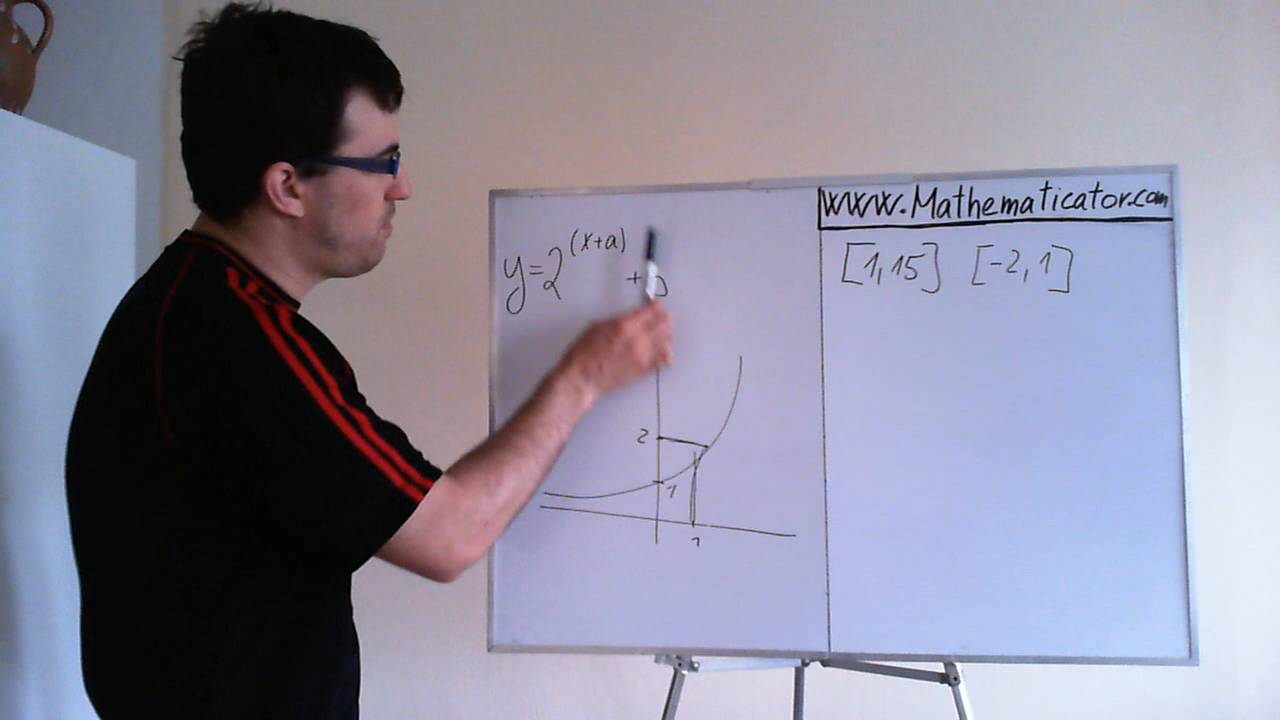 www.Mathematicator.com
y=2^(x+a) +
[1,15] [-2,1]
2
1
1